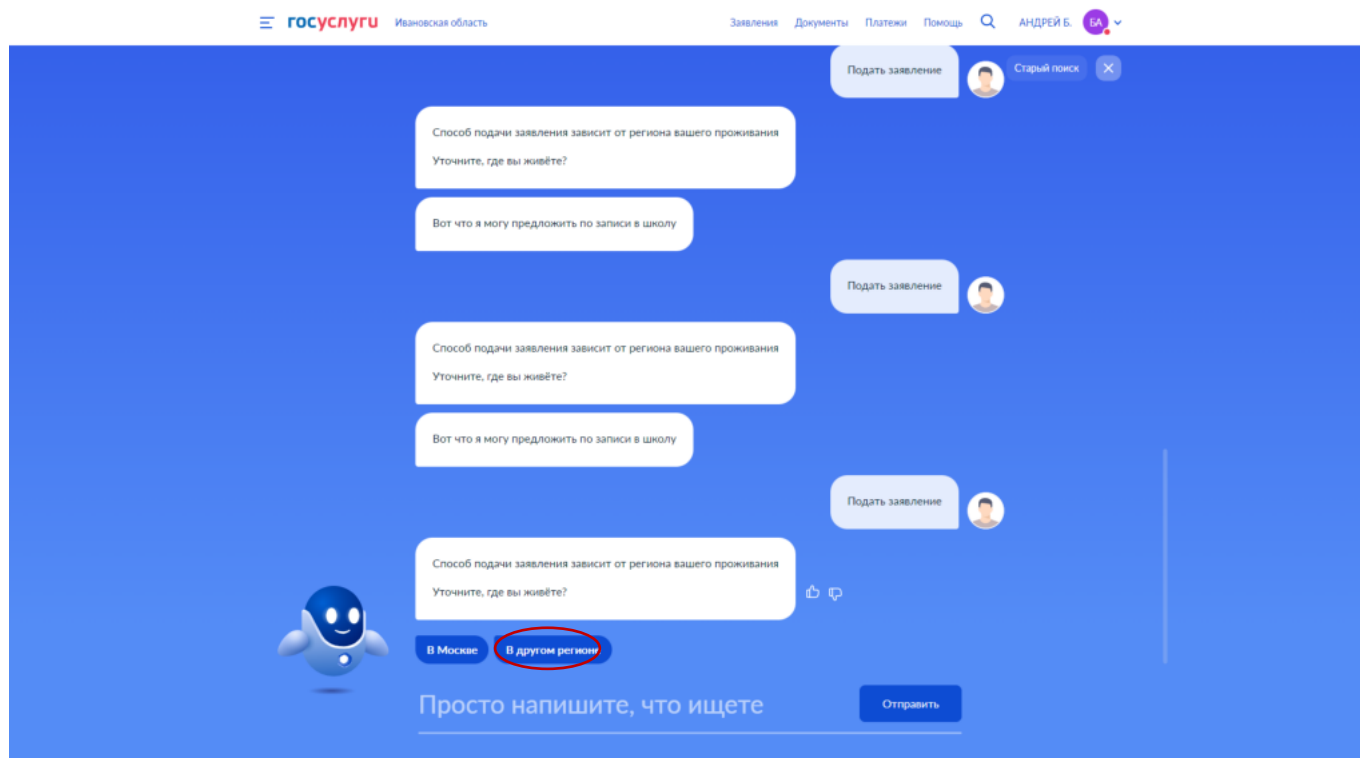 госуслуги Ивановская область Заявления Документы Платежи Помощь АНДРЕЙ Б. БА
Подать заявление
Старый поиск
Способ подачи заявления зависит от региона вашего проживания
Уточните, где вы живёте?
Вот что я могу предложить по записи в школу
Подать заявление
Способ подачи заявления зависит от региона вашего проживания
Уточните, где вы живёте?
Вот что я могу предложить по записи в школу
Подать заявление
Способ подачи заявления зависит от региона вашего проживания
Уточните, где вы живёте?
В Москве В другом регионе
Просто напишите, что ищете Отправить